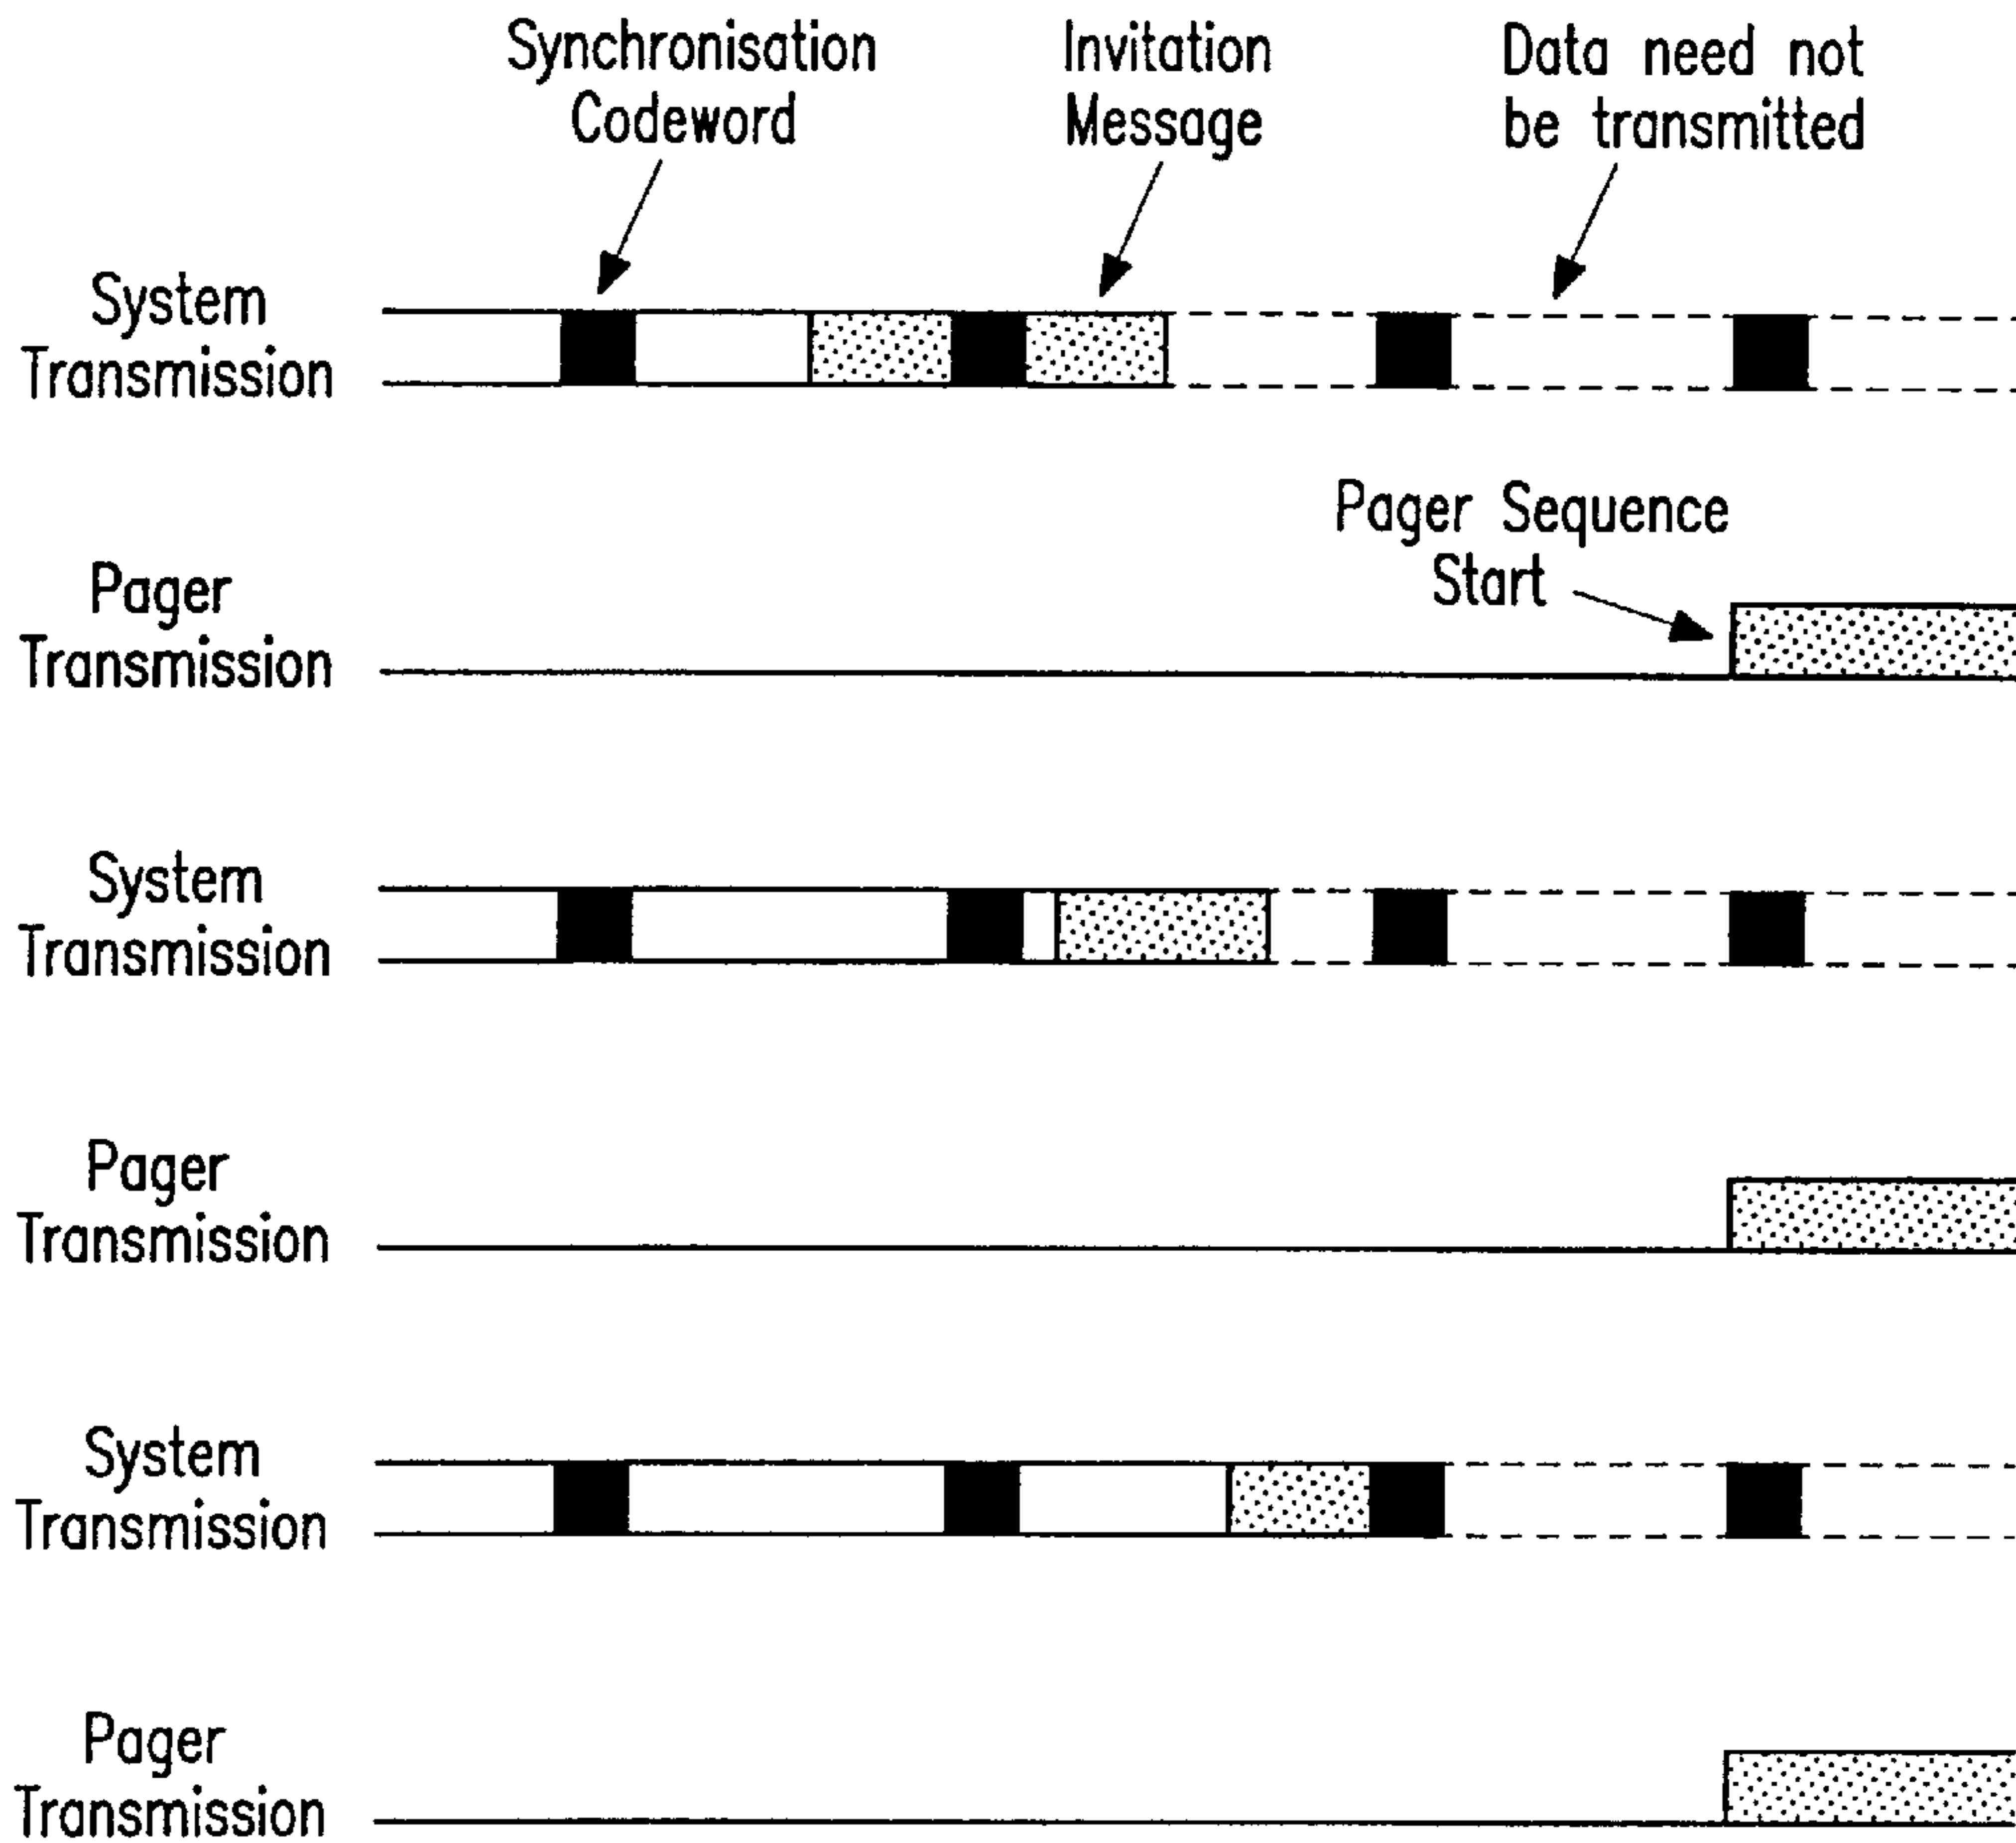 Synchronisation
Codeword
Invitation
Message
Data need not
be transmitted
System
Transmission
Pager Sequence
Start
Pager
Transmission
System
Transmission
Pager
Transmission
System
Transmission
Pager
Transmission